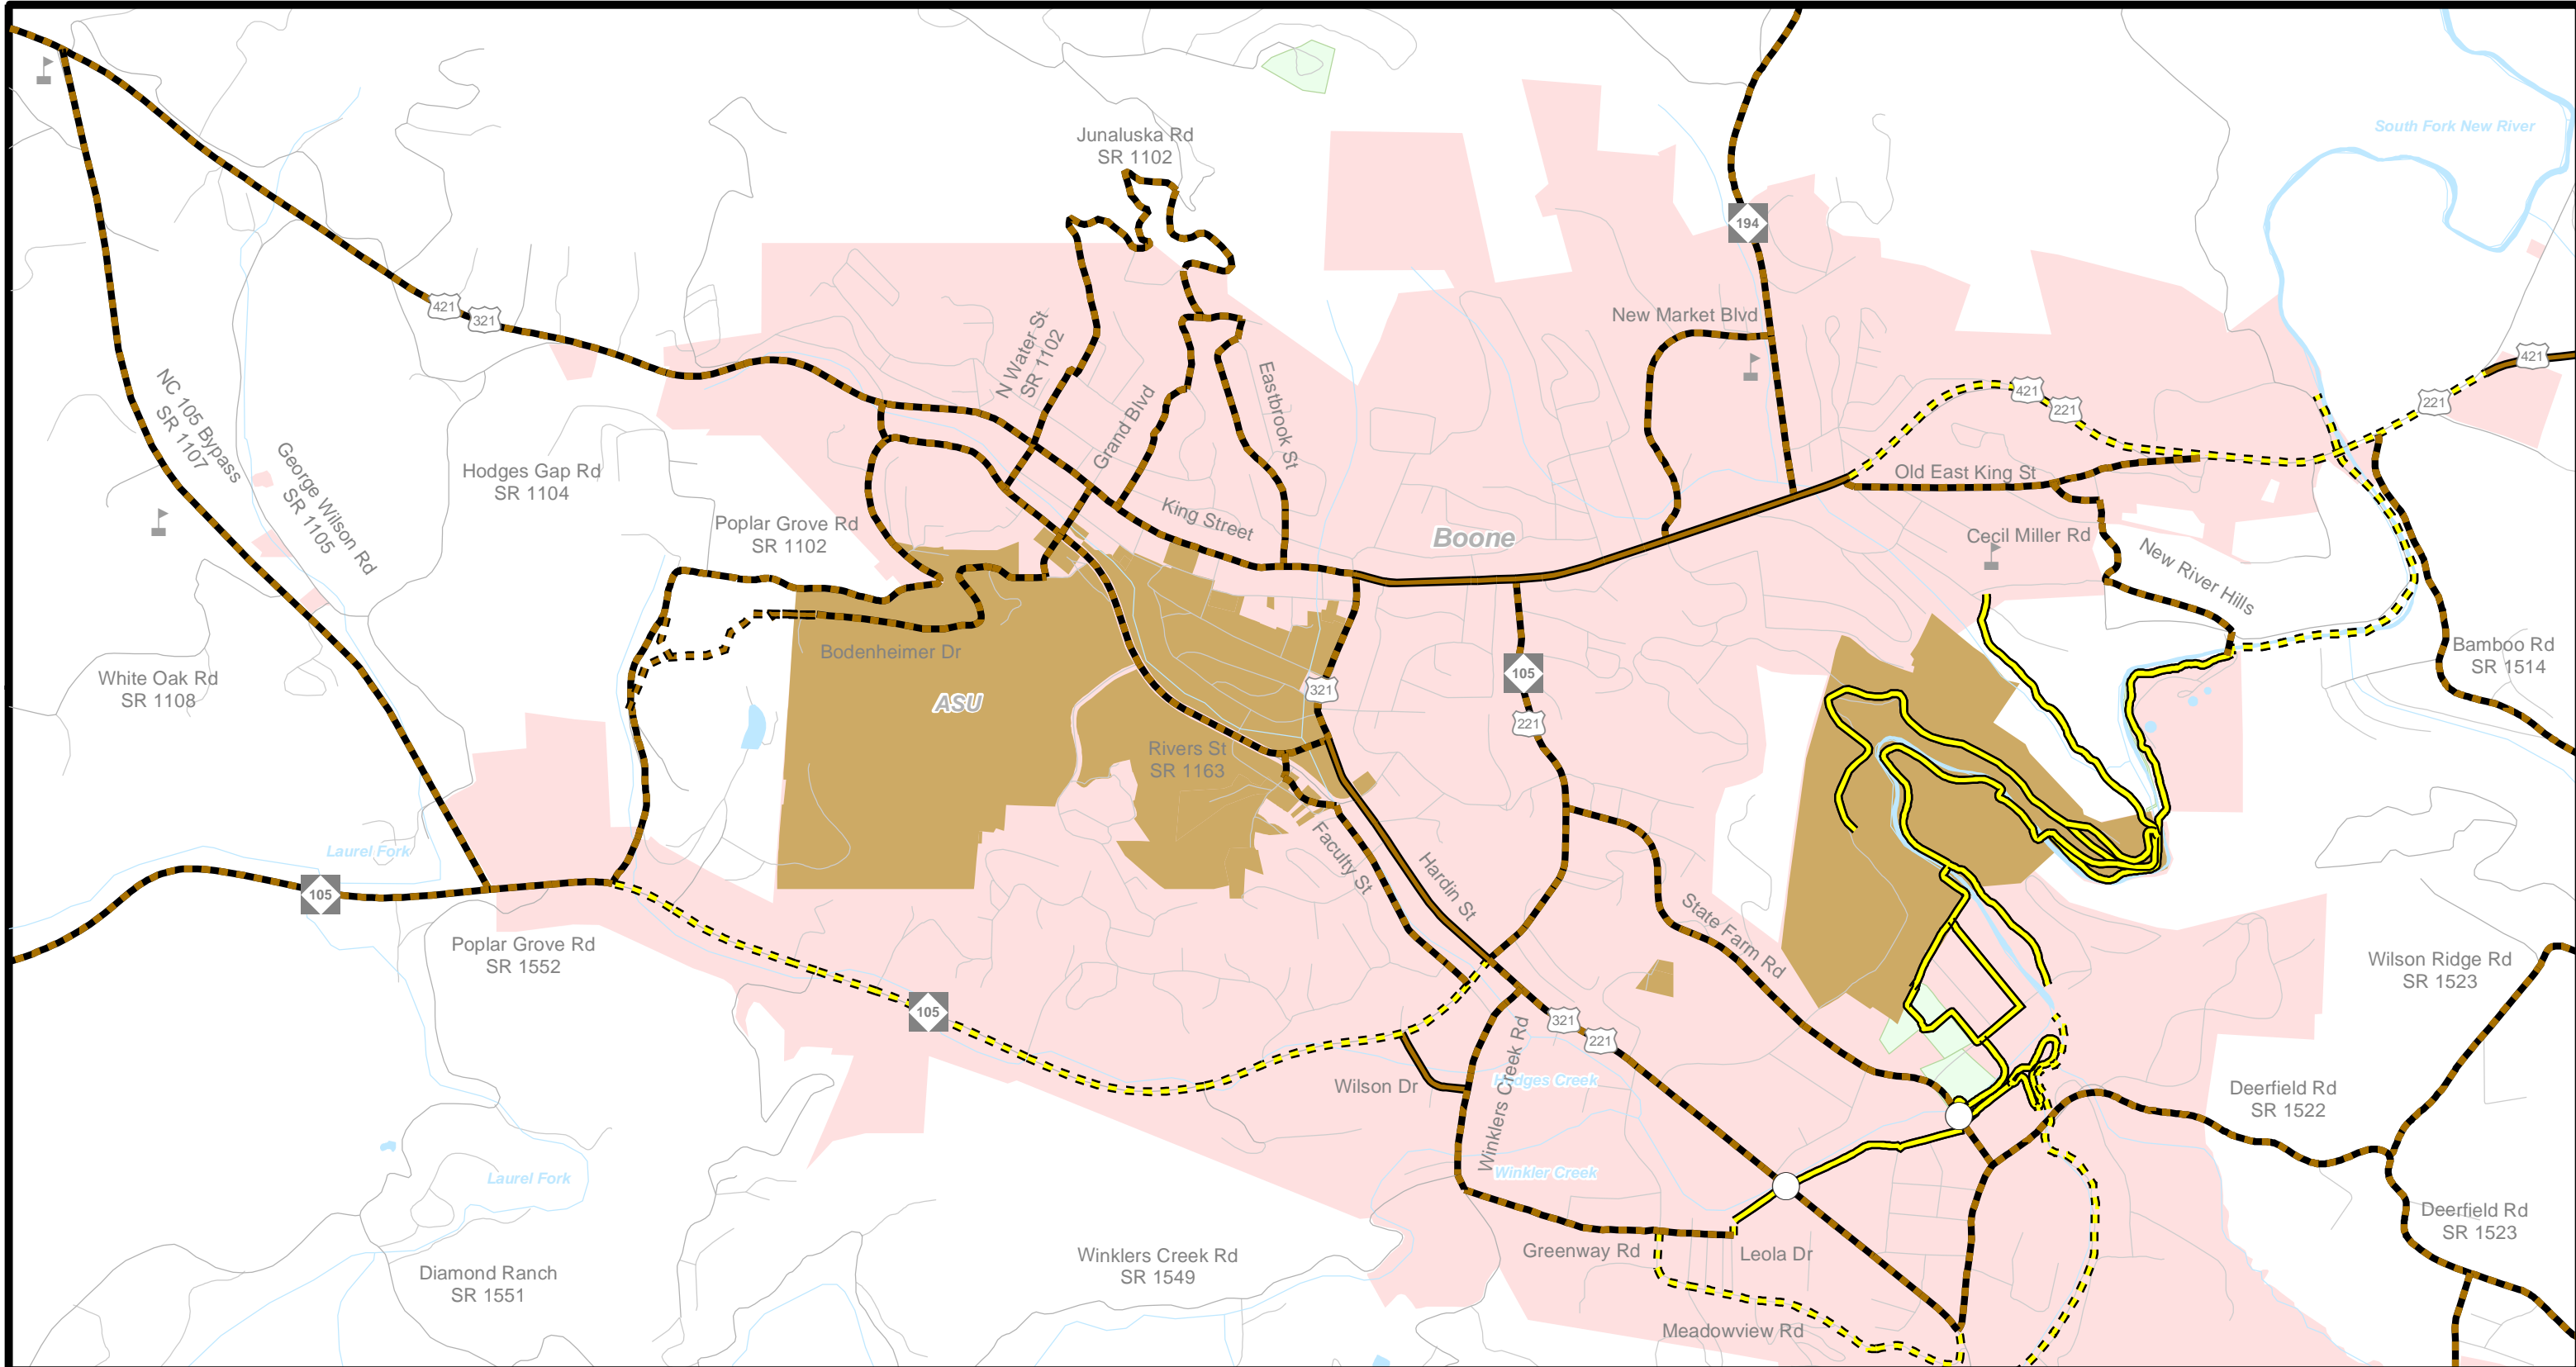 South Fork New River
Junaluska Rd
SR 1102
194
421
321
New Market Blvd
N Water St
SR 1102
421
221
421
221
NC 105 Bypass
SR 1107
George Wilson Rd
SR 1105
Grand Blvd
Eastbrook St
Hodges Gap Rd
SR 1104
Old East King St
Poplar Grove Rd
SR 1102
King Street
Boone
Cecil Miller Rd
New River Hills
Bodenheimer Dr
White Oak Rd
SR 1108
ASU
321
105
221
Bamboo Rd
SR 1514
Rivers St
SR 1163
Laurel Fork
105
Faculty St
Hardin St
State Farm Rd
Poplar Grove Rd
SR 1552
Wilson Ridge Rd
SR 1523
105
321
221
Winklers Creek Rd
Hodges Creek
Wilson Dr
Deerfield Rd
SR 1522
Laurel Fork
Winkler Creek
Deerfield Rd
SR 1523
Winklers Creek Rd
SR 1549
Greenway Rd
Leola Dr
Diamond Ranch
SR 1551
Meadowview Rd